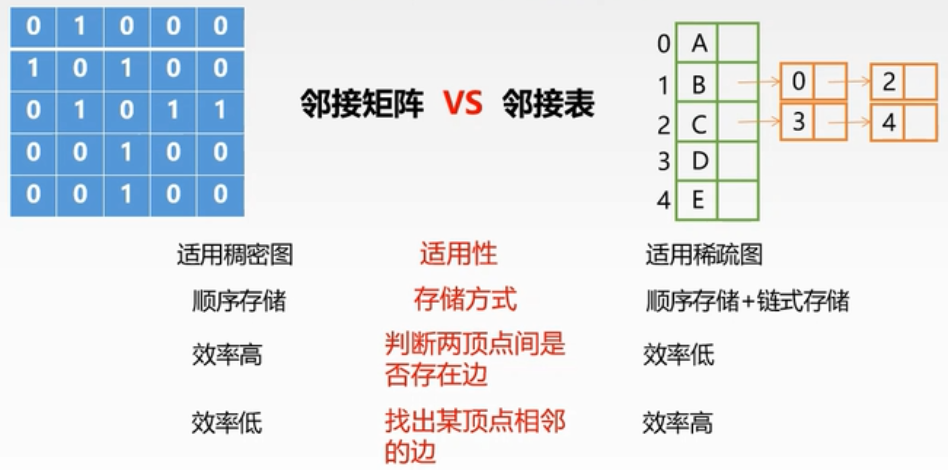 0 1 0 0 0
1 0 1 0 0
0 1 0 1 1
0 0 1 0 0
0 0 1 0 0
邻接矩阵 VS 邻接表
0 A
1 B 0 2
2 C 3 4
3 D
4 E
适用稠密图 适用性 适用稀疏图
顺序存储 存储方式 顺序存储+链式存储
效率高 判断两顶点间是 效率低
否存在边
效率低 找出某顶点相邻 效率高
的边